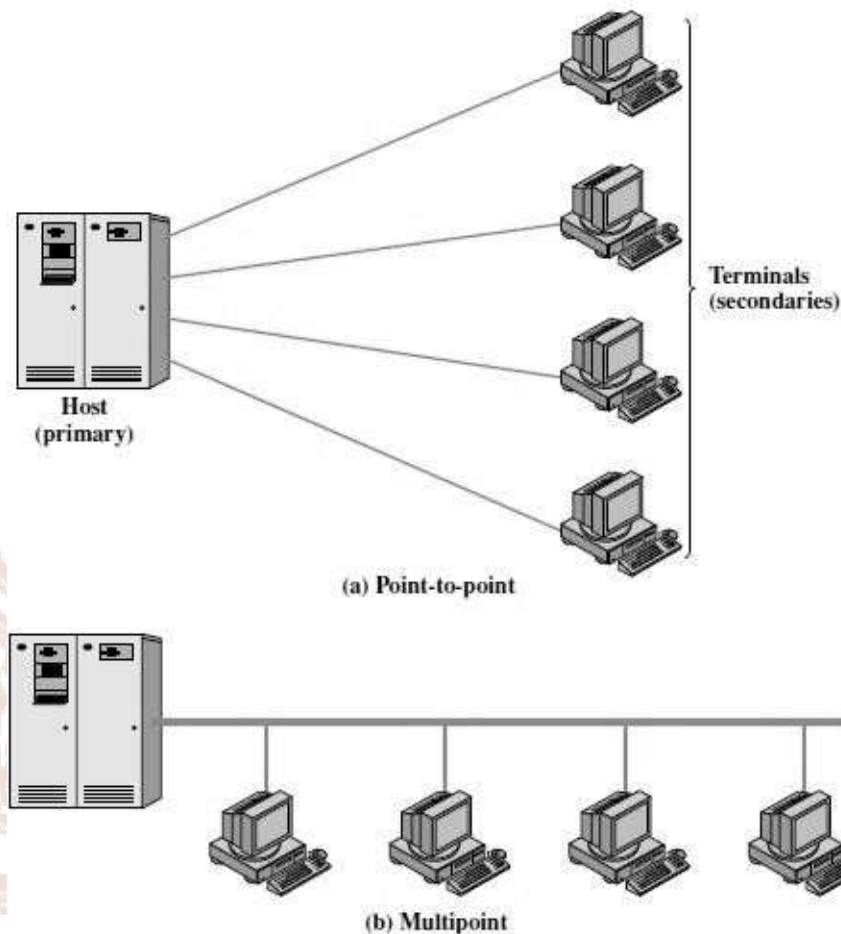 Terminals
(secondaries)
Host
(primary)
(a) Point-to-point
(b) Multipoint